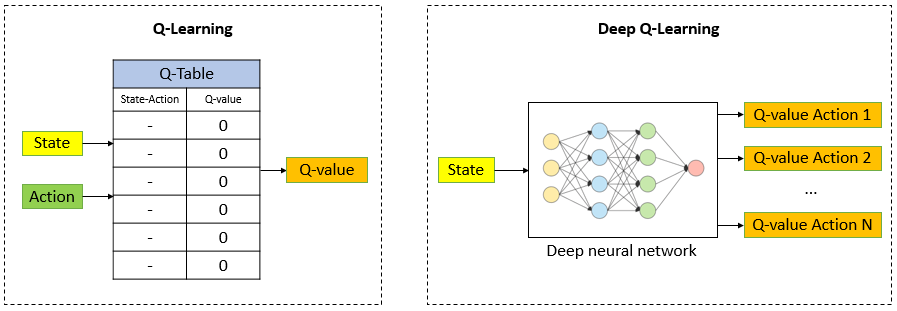 Q-Learning
Q-Table
State-Action Q-value
- 0
- 0
- 0
- 0
- 0
- 0
State
Action
Q-value
Deep Q-Learning
State
Deep neural network
Q-value Action 1
Q-value Action 2
...
Q-value Action N